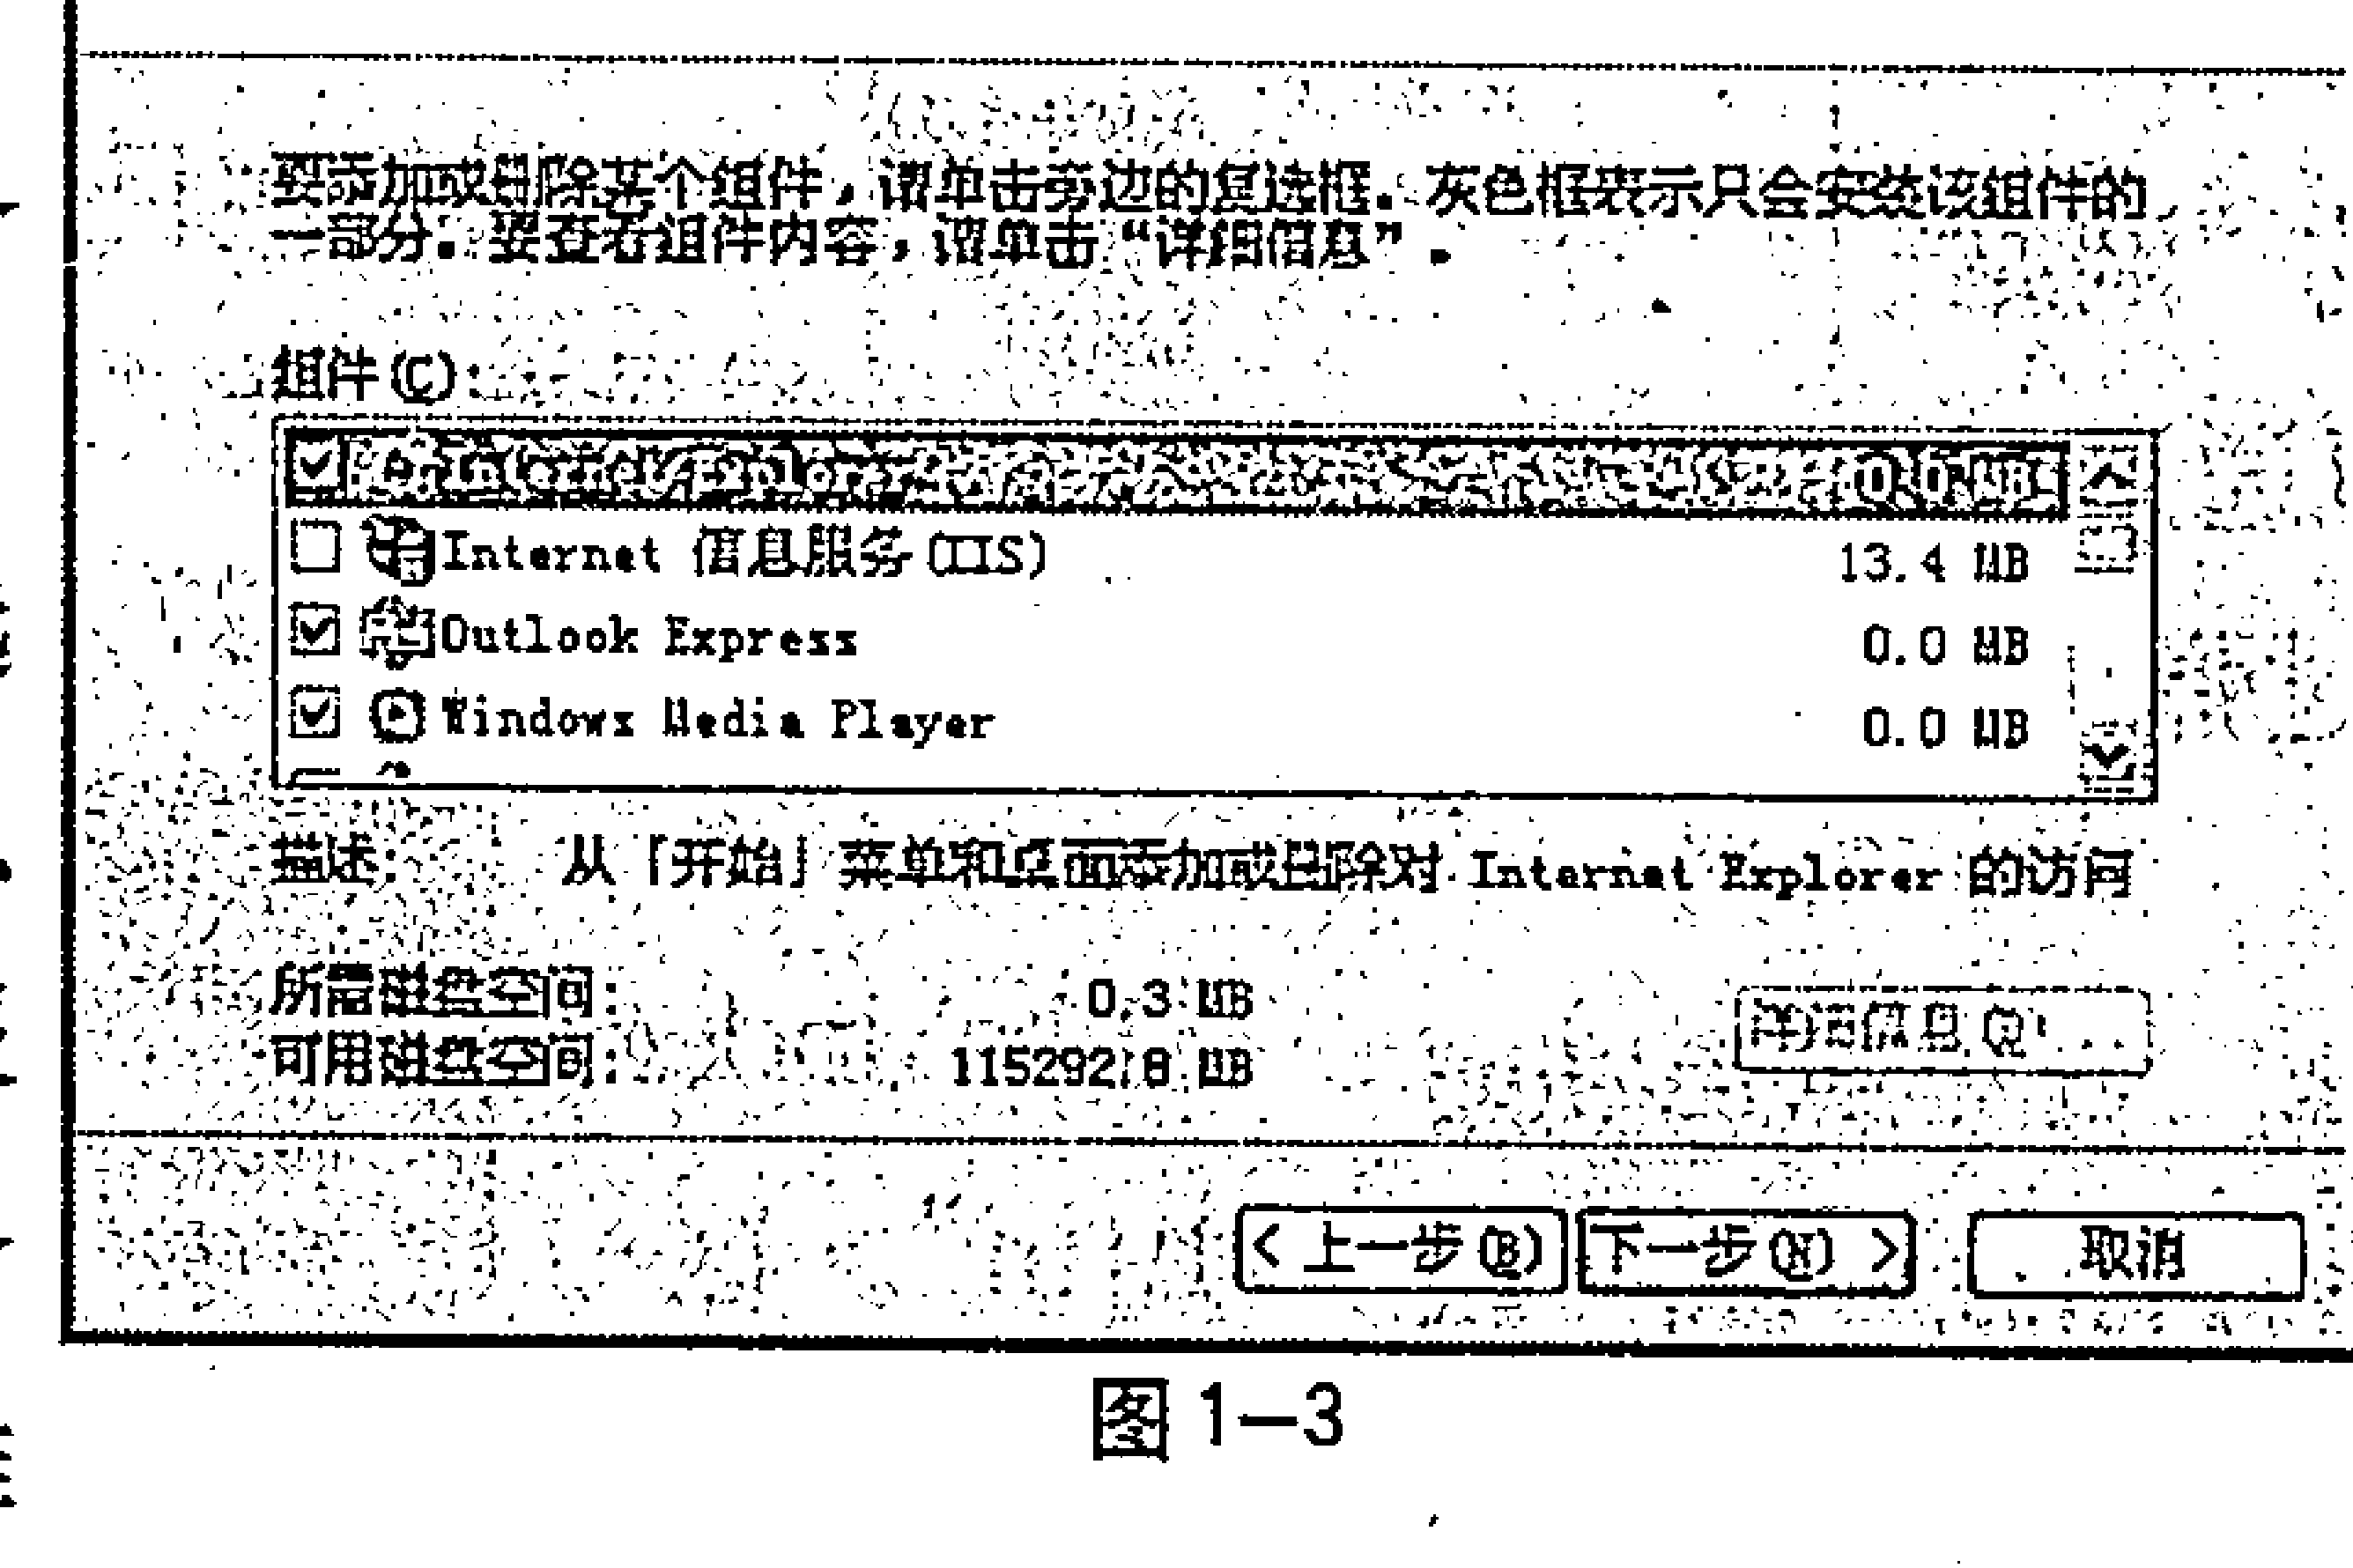 要添加或删除某个组件，请单击旁边的复选框。灰色框表示只会安装该组件的
一部分。要查看组件内容，请单击“详细信息”。
组件(C):
Internet Explorer 0.0 MB
Internet 信息服务(IIS) 13.4 MB
Outlook Express 0.0 MB
Windows Media Player 0.0 MB
描述: 从「开始」菜单和桌面添加或删除对 Internet Explorer 的访问
所需磁盘空间: 0.3 MB
可用磁盘空间: 115292.8 MB
详细信息(D)...
< 上一步(B) 下一步(N) > 取消
图 1-3